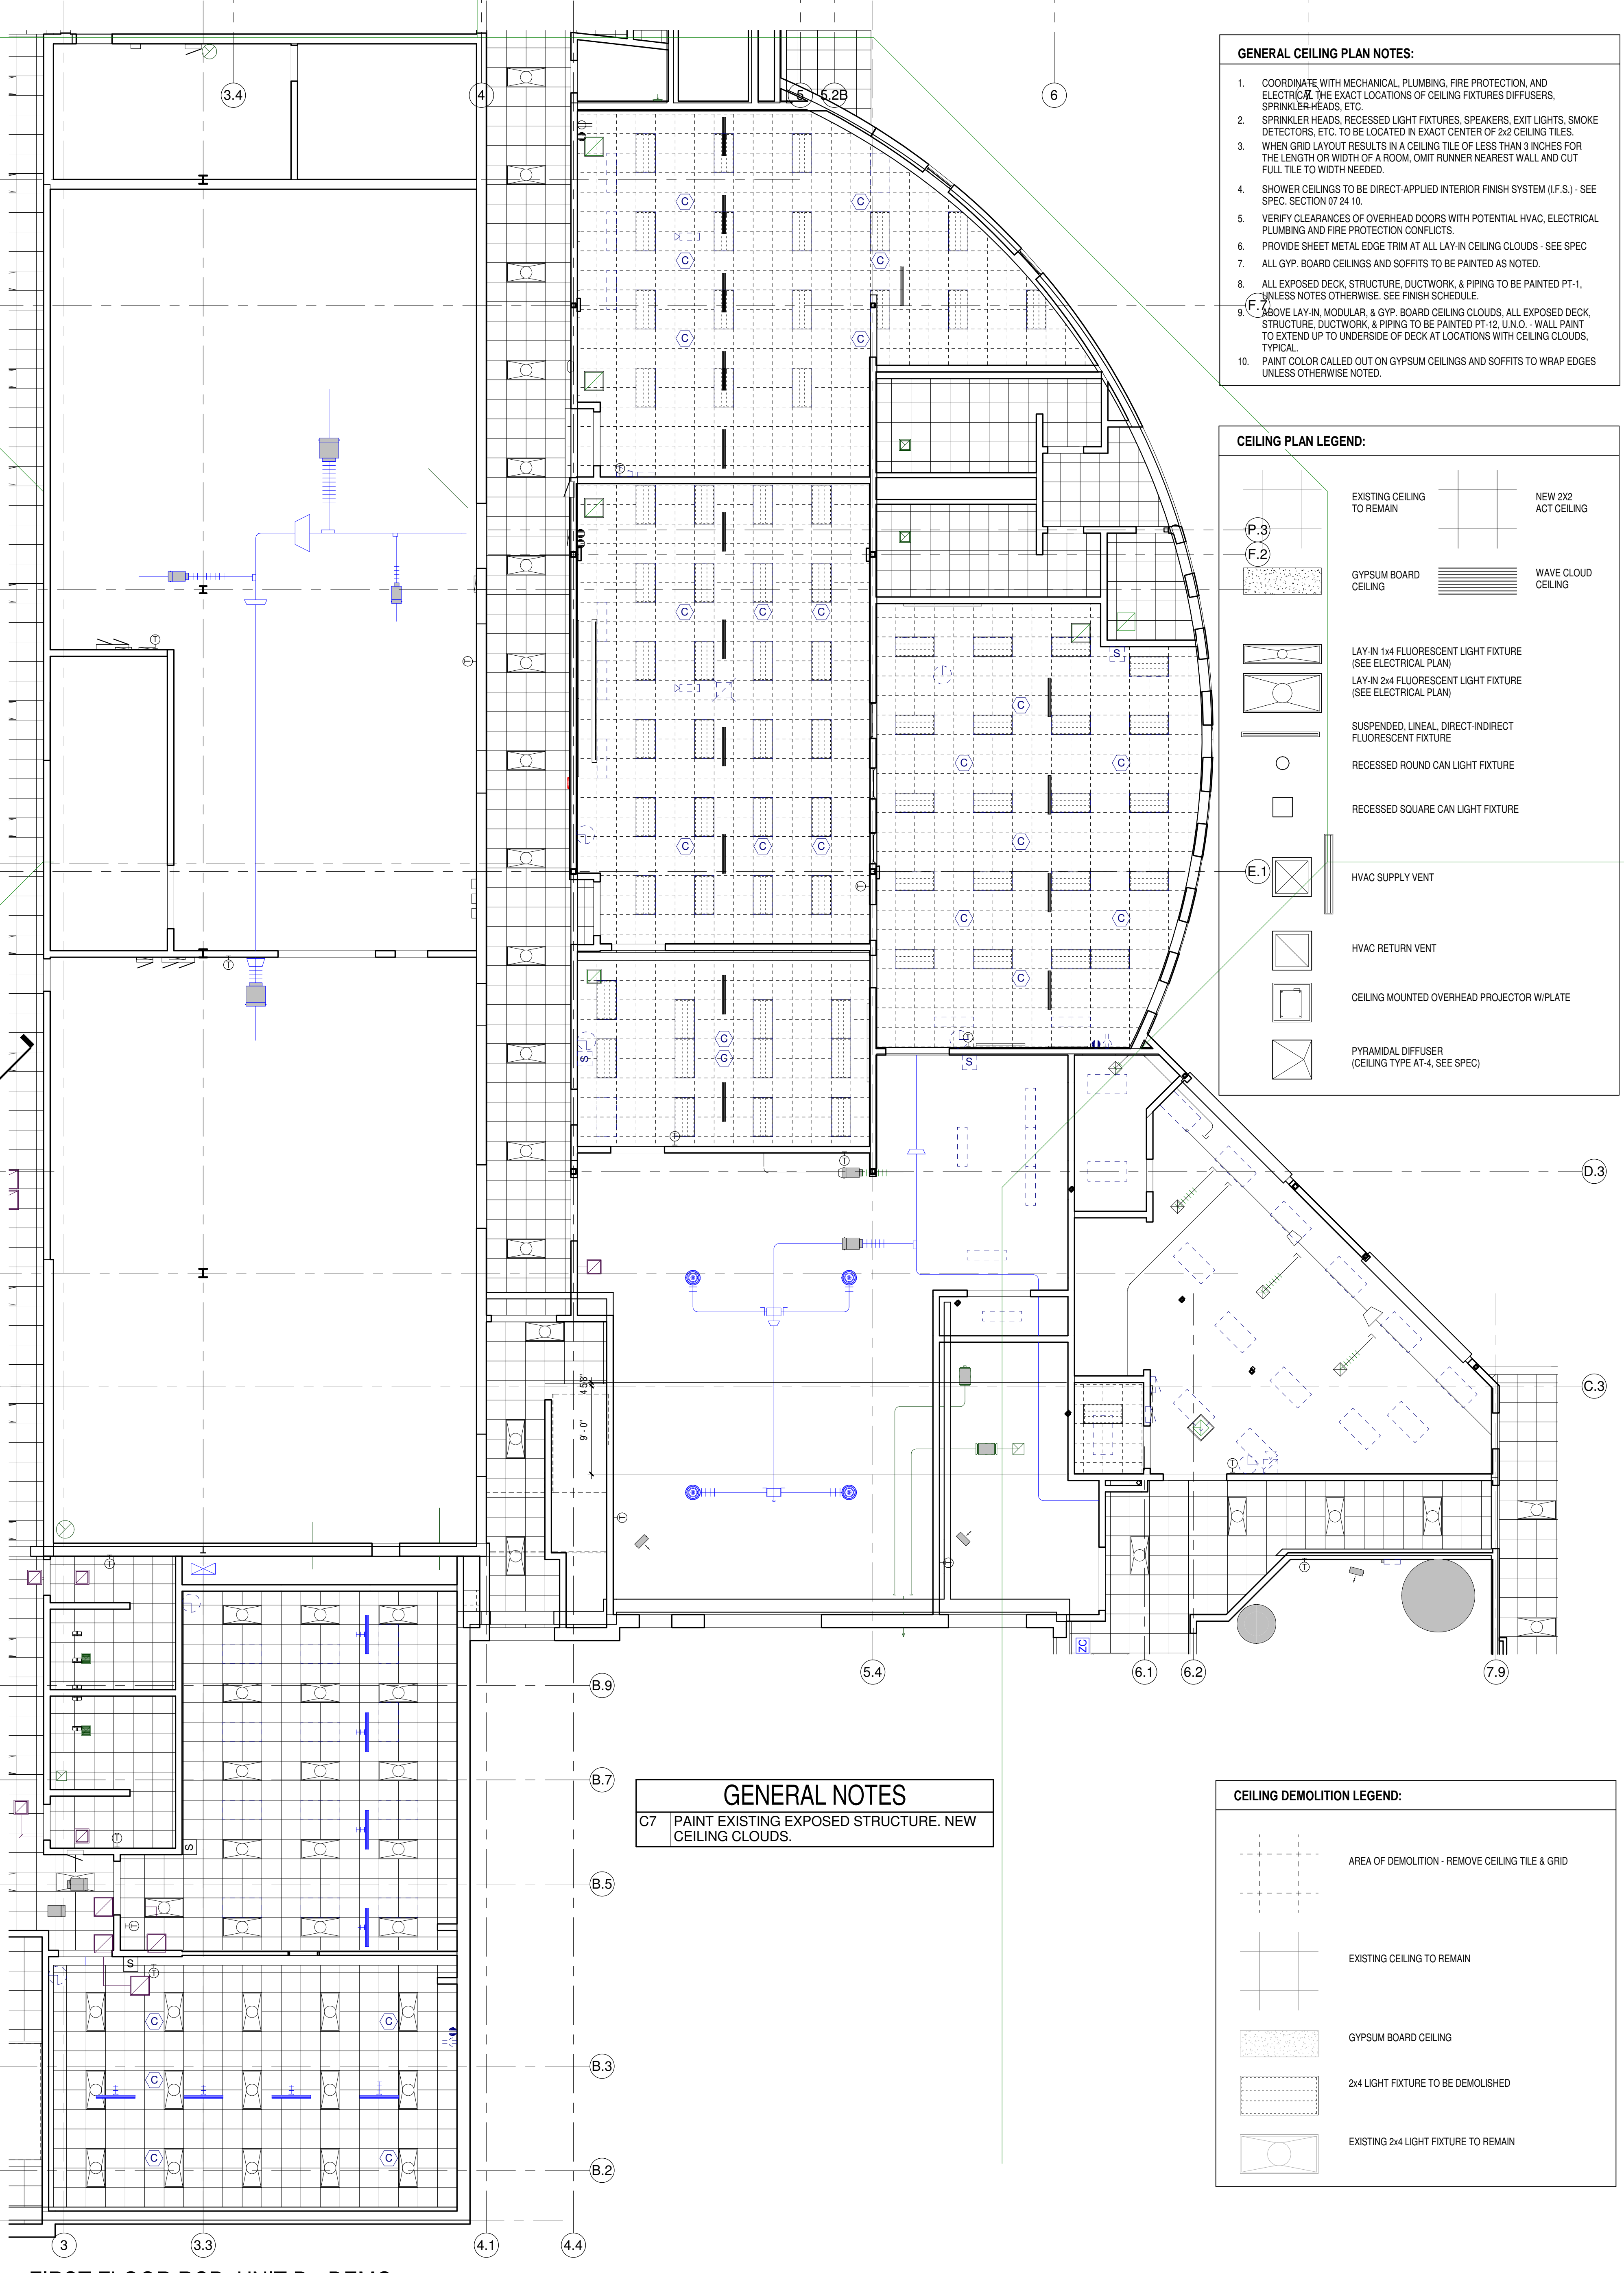 3.4
4
5
5.2B
6
7
GENERAL CEILING PLAN NOTES:
1. COORDINATE WITH MECHANICAL, PLUMBING, FIRE PROTECTION, AND
ELECTRICAL THE EXACT LOCATIONS OF CEILING FIXTURES DIFFUSERS,
SPRINKLER HEADS, ETC.
2. SPRINKLER HEADS, RECESSED LIGHT FIXTURES, SPEAKERS, EXIT LIGHTS, SMOKE
DETECTORS, ETC. TO BE LOCATED IN EXACT CENTER OF 2x2 CEILING TILES.
3. WHEN GRID LAYOUT RESULTS IN A CEILING TILE OF LESS THAN 3 INCHES FOR
THE LENGTH OR WIDTH OF A ROOM, OMIT RUNNER NEAREST WALL AND CUT
FULL TILE TO WIDTH NEEDED.
4. SHOWER CEILINGS TO BE DIRECT-APPLIED INTERIOR FINISH SYSTEM (I.F.S.) - SEE
SPEC. SECTION 07 24 10.
5. VERIFY CLEARANCES OF OVERHEAD DOORS WITH POTENTIAL HVAC, ELECTRICAL
PLUMBING AND FIRE PROTECTION CONFLICTS.
6. PROVIDE SHEET METAL EDGE TRIM AT ALL LAY-IN CEILING CLOUDS - SEE SPEC
7. ALL GYP. BOARD CEILINGS AND SOFFITS TO BE PAINTED AS NOTED.
8. ALL EXPOSED DECK, STRUCTURE, DUCTWORK, & PIPING TO BE PAINTED PT-1,
UNLESS NOTES OTHERWISE. SEE FINISH SCHEDULE.
F.7
9. ABOVE LAY-IN, MODULAR, & GYP. BOARD CEILING CLOUDS, ALL EXPOSED DECK,
STRUCTURE, DUCTWORK, & PIPING TO BE PAINTED PT-12, U.N.O. - WALL PAINT
TO EXTEND UP TO UNDERSIDE OF DECK AT LOCATIONS WITH CEILING CLOUDS,
TYPICAL.
10. PAINT COLOR CALLED OUT ON GYPSUM CEILINGS AND SOFFITS TO WRAP EDGES
UNLESS OTHERWISE NOTED.
CEILING PLAN LEGEND:
EXISTING CEILING
TO REMAIN
NEW 2X2
ACT CEILING
P.3
F.2
GYPSUM BOARD
CEILING
WAVE CLOUD
CEILING
LAY-IN 1x4 FLUORESCENT LIGHT FIXTURE
(SEE ELECTRICAL PLAN)
LAY-IN 2x4 FLUORESCENT LIGHT FIXTURE
(SEE ELECTRICAL PLAN)
SUSPENDED, LINEAL, DIRECT-INDIRECT
FLUORESCENT FIXTURE
RECESSED ROUND CAN LIGHT FIXTURE
RECESSED SQUARE CAN LIGHT FIXTURE
E.1
HVAC SUPPLY VENT
HVAC RETURN VENT
CEILING MOUNTED OVERHEAD PROJECTOR W/PLATE
PYRAMIDAL DIFFUSER
(CEILING TYPE AT-4, SEE SPEC)
C C
C C
C C
T
C C C
S
C
C C
C
C C C
T
C C
C
C
C
S
S
T
T
T
T
D.3
C.3
4 5/8"
9' - 0"
T
T
T
T
T
ZC
5.4
6.1
6.2
7.9
B.9
B.7
B.5
B.3
B.2
T
S
T
S
T
C C
C
C C
3
3.3
4.1
4.4
GENERAL NOTES
C7 PAINT EXISTING EXPOSED STRUCTURE. NEW
CEILING CLOUDS.
CEILING DEMOLITION LEGEND:
AREA OF DEMOLITION - REMOVE CEILING TILE & GRID
EXISTING CEILING TO REMAIN
GYPSUM BOARD CEILING
2x4 LIGHT FIXTURE TO BE DEMOLISHED
EXISTING 2x4 LIGHT FIXTURE TO REMAIN